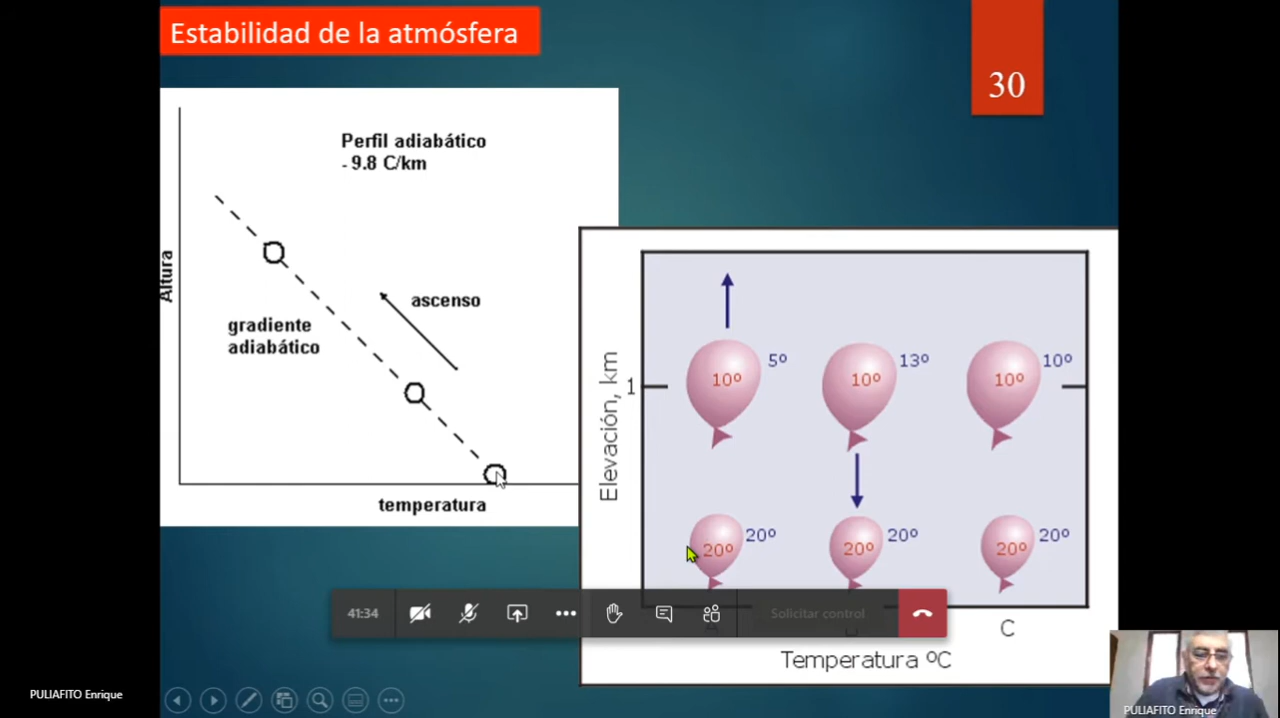 Estabilidad de la atmósfera
30
Perfil adiabático
- 9.8 C/km
Altura
ascenso
gradiente
adiabático
temperatura
Elevación, km
1
10º
5º
10º
13º
10º
10º
20º
20º
20º
20º
20º
20º
C
Temperatura ºC
41:34
Solicitar control
PULIAFITO Enrique
PULIAFITO Enrique